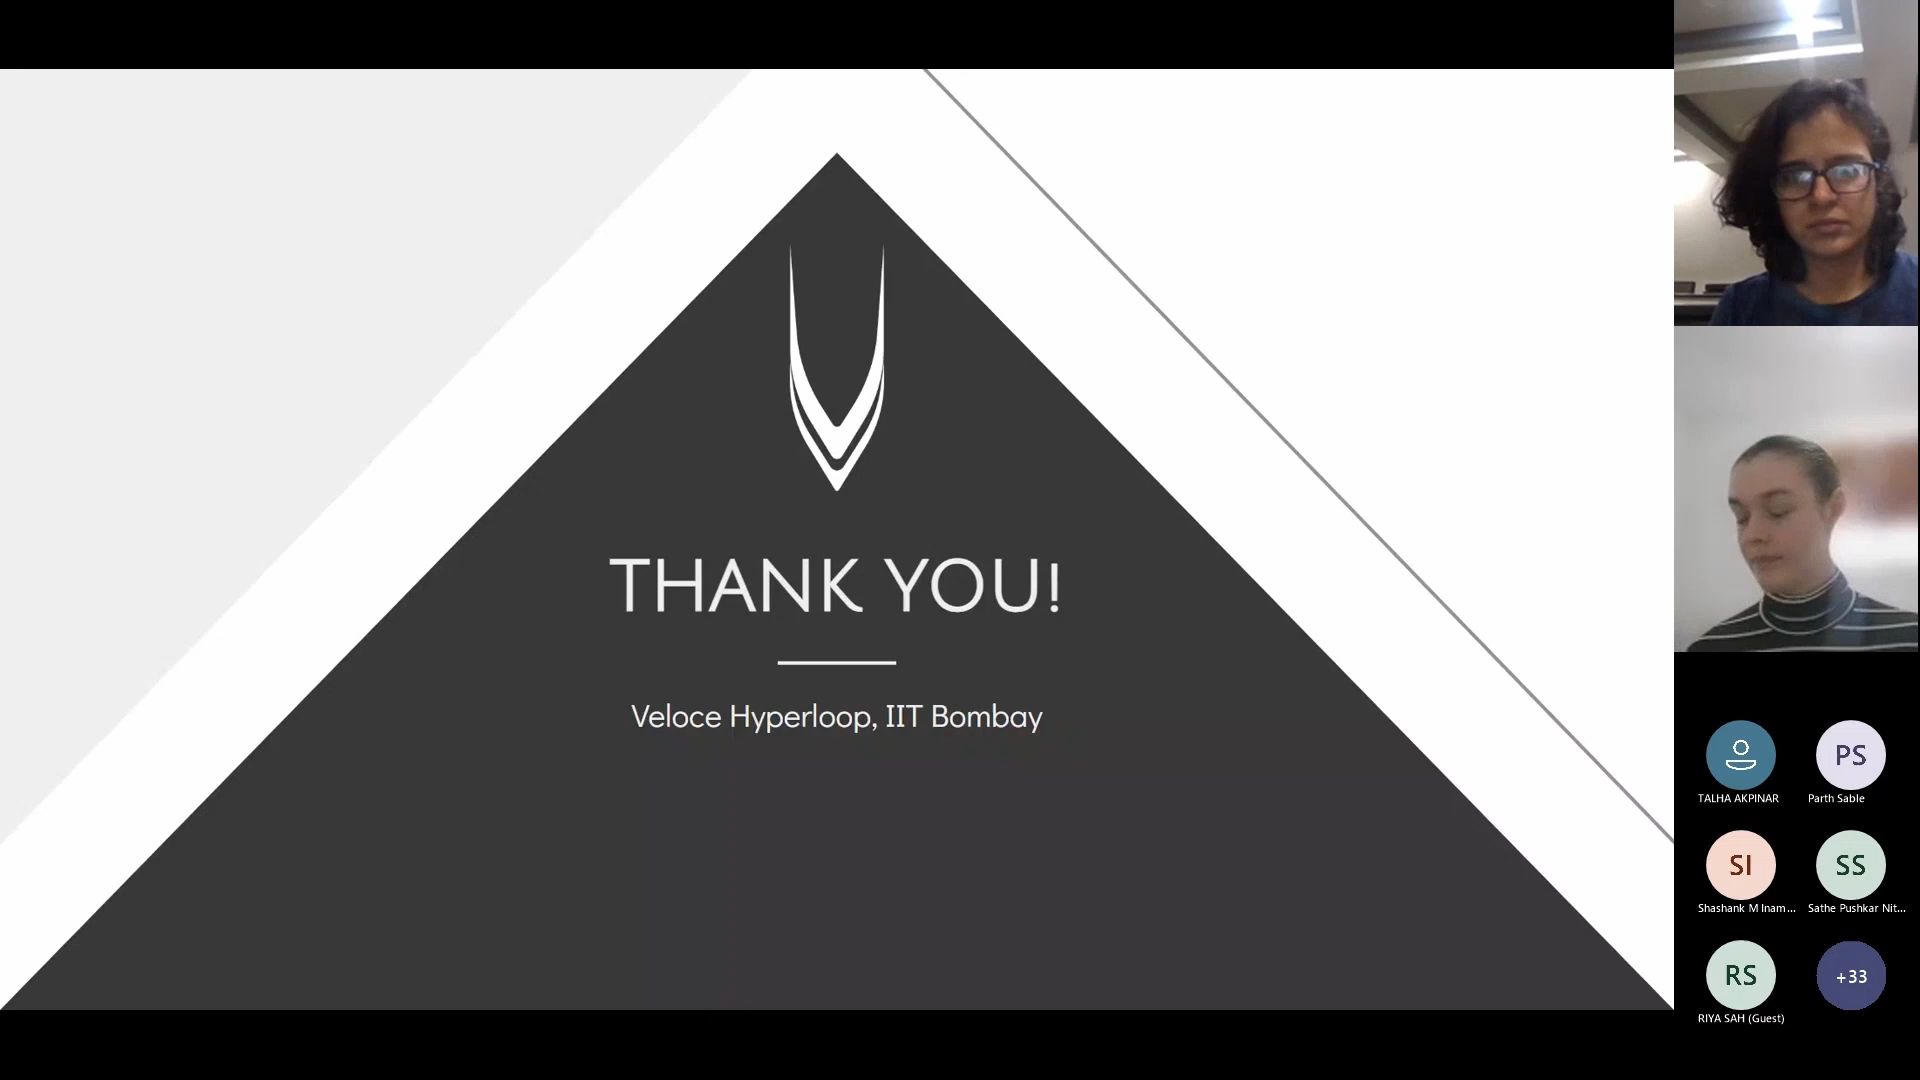 THANK YOU!
Veloce Hyperloop, IIT Bombay
TALHA AKPINAR
PS
Parth Sable
SI
Shashank M Inam...
SS
Sathe Pushkar Nit...
RS
RIYA SAH (Guest)
+33